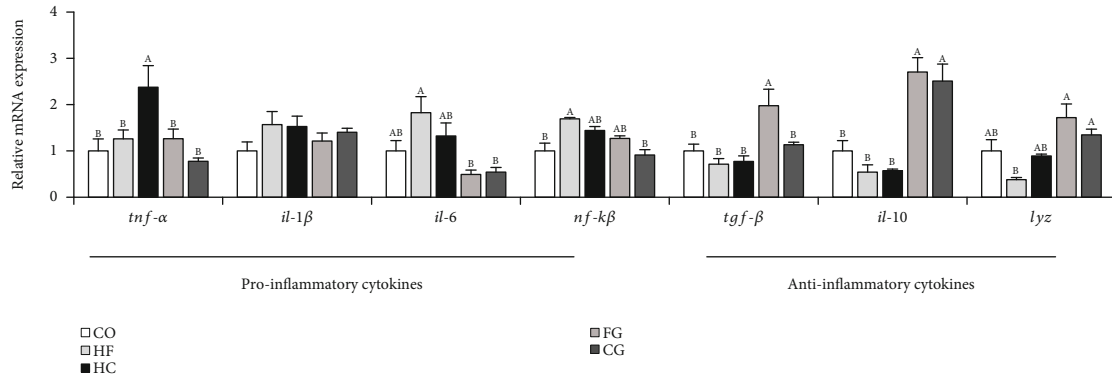 Relative mRNA expression
4
3
2
1
0
B B A B B
AB A AB B B
B A AB AB B
B B B A B
B B B A A
AB B AB A A
tnf-α il-1β il-6 nf-kβ tgf-β il-10 lyz
Pro-inflammatory cytokines Anti-inflammatory cytokines
CO
HF
HC
FG
CG